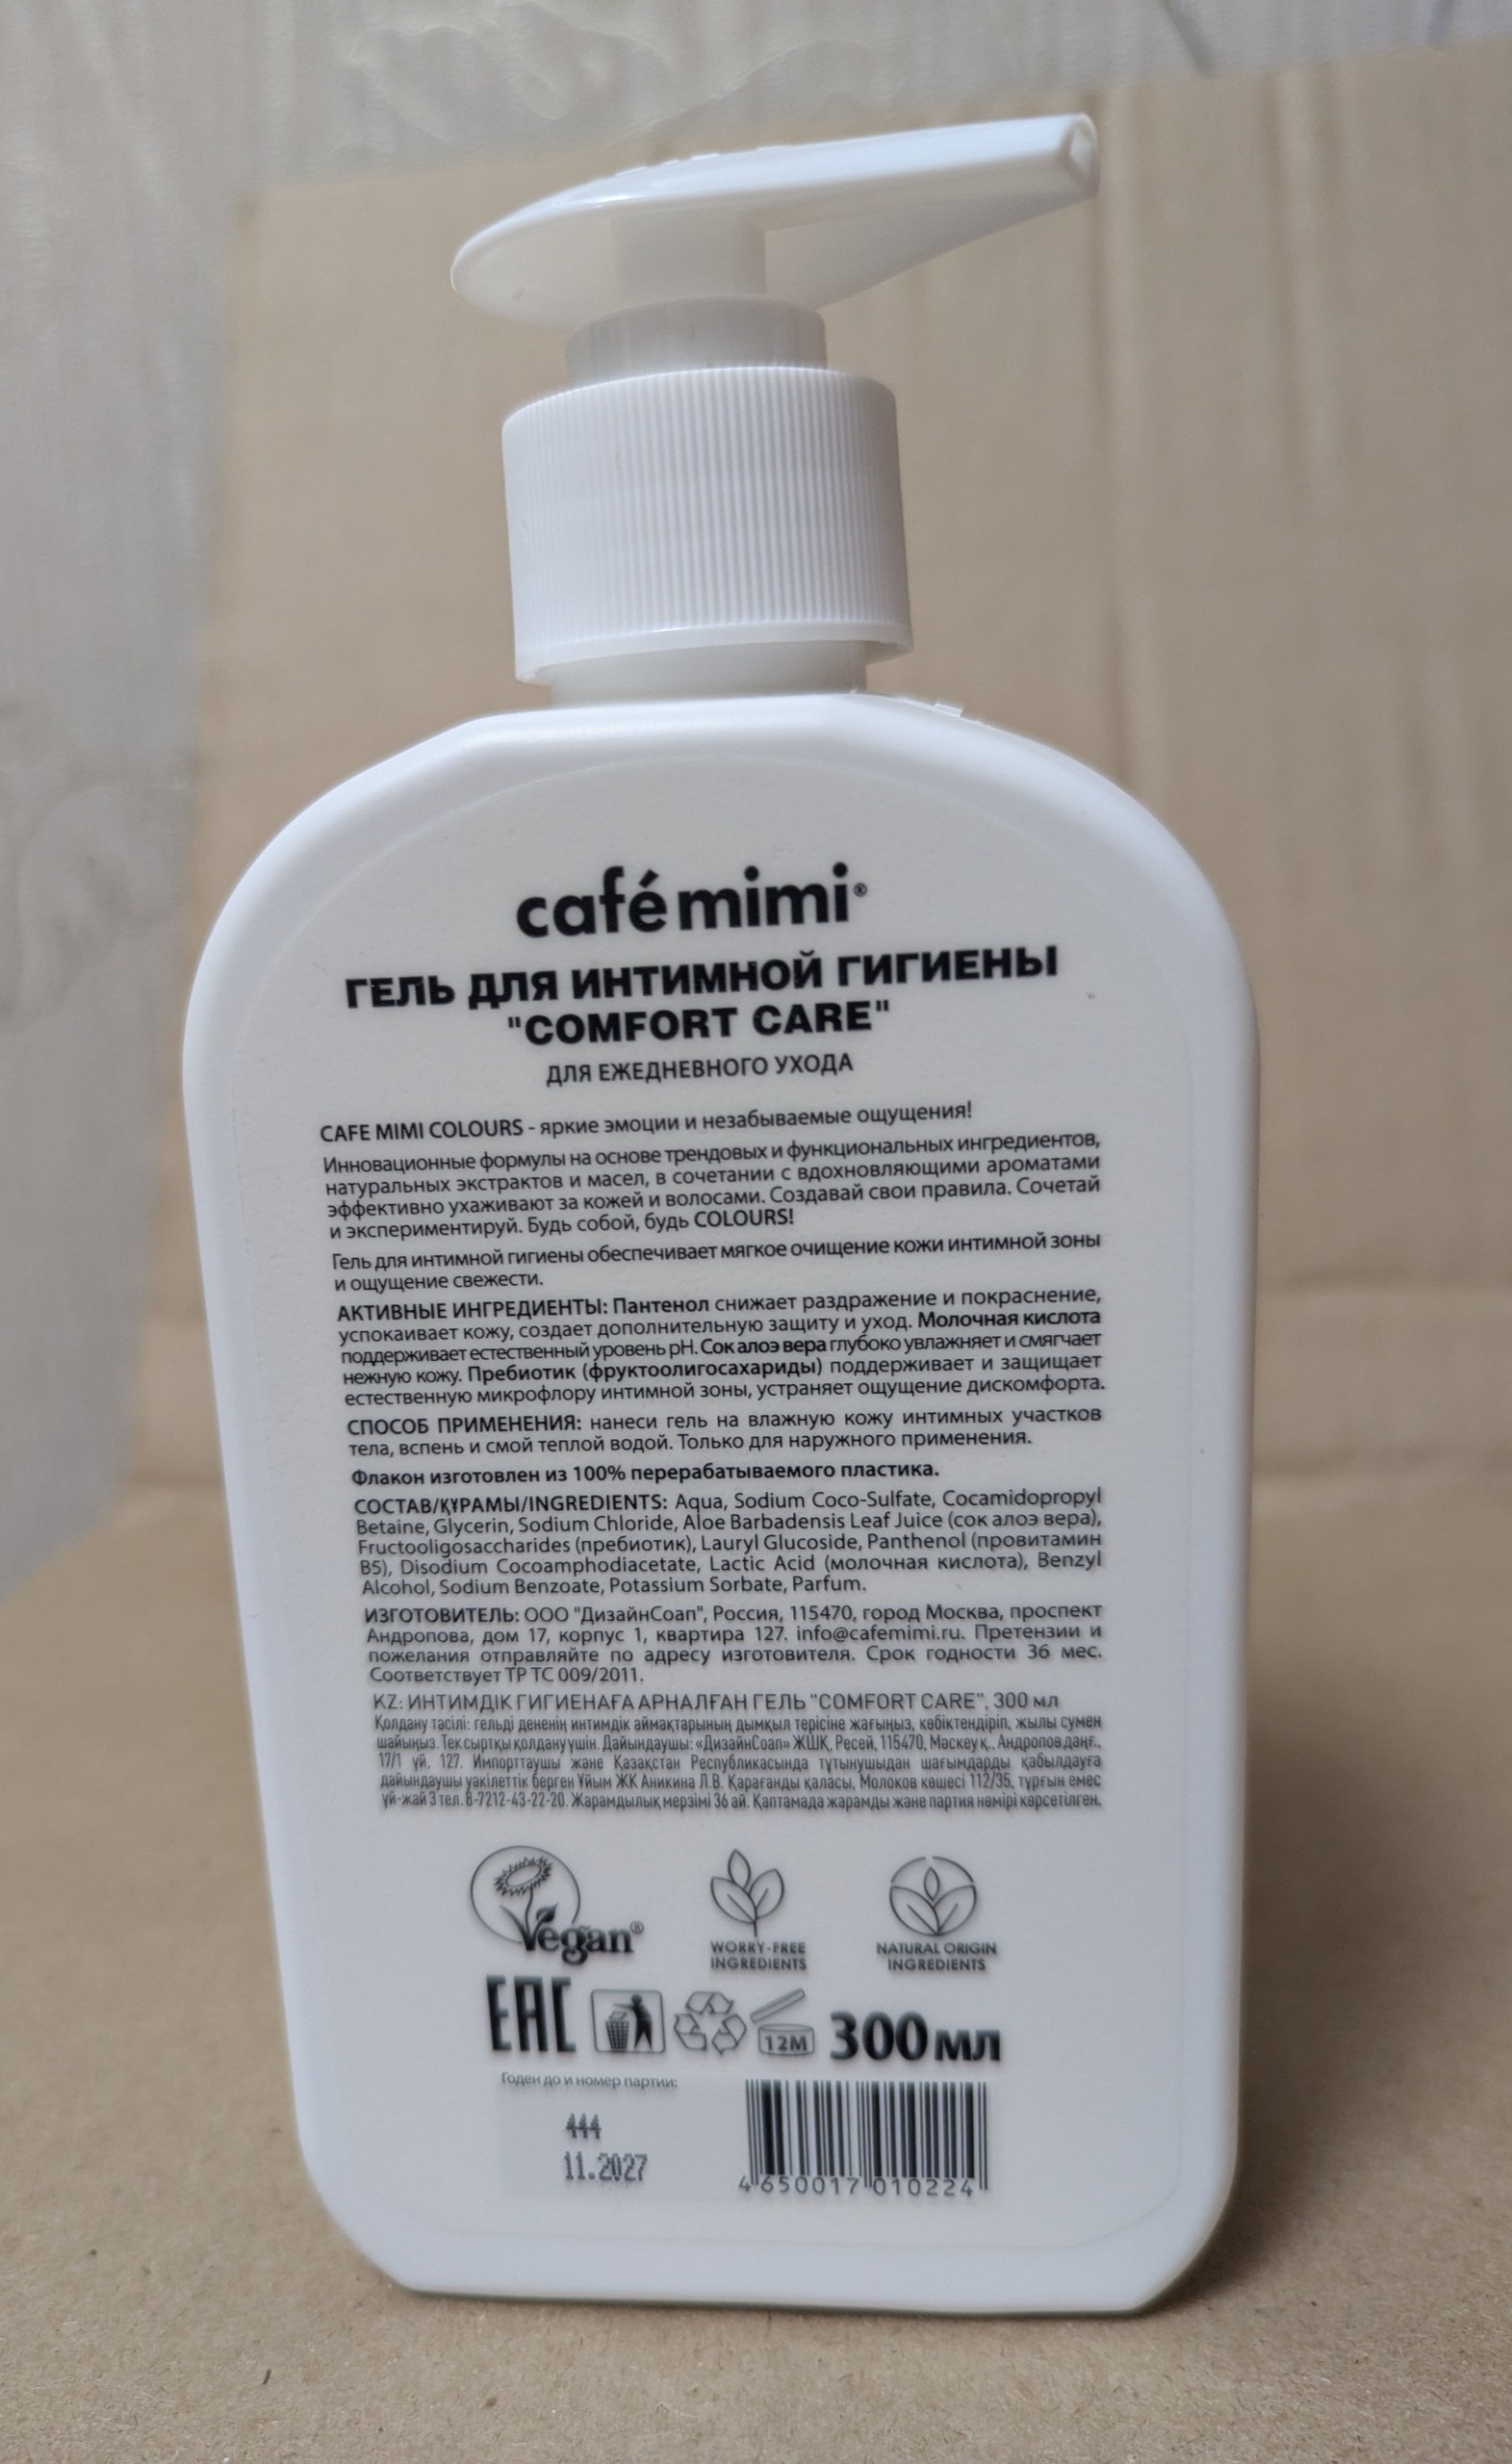 café mimi®
ГЕЛЬ ДЛЯ ИНТИМНОЙ ГИГИЕНЫ
"COMFORT CARE"
ДЛЯ ЕЖЕДНЕВНОГО УХОДА
CAFE MIMI COLOURS - яркие эмоции и незабываемые ощущения!
Инновационные формулы на основе трендовых и функциональных ингредиентов,
натуральных экстрактов и масел, в сочетании с вдохновляющими ароматами
эффективно ухаживают за кожей и волосами. Создавай свои правила. Сочетай
и экспериментируй. Будь собой, будь COLOURS!
Гель для интимной гигиены обеспечивает мягкое очищение кожи интимной зоны
и ощущение свежести.
АКТИВНЫЕ ИНГРЕДИЕНТЫ: Пантенол снижает раздражение и покраснение,
успокаивает кожу, создает дополнительную защиту и уход. Молочная кислота
поддерживает естественный уровень pH. Сок алоэ вера глубоко увлажняет и смягчает
нежную кожу. Пребиотик (фруктоолигосахариды) поддерживает и защищает
естественную микрофлору интимной зоны, устраняет ощущение дискомфорта.
СПОСОБ ПРИМЕНЕНИЯ: нанеси гель на влажную кожу интимных участков
тела, вспень и смой теплой водой. Только для наружного применения.
Флакон изготовлен из 100% перерабатываемого пластика.
СОСТАВ/ҚҰРАМЫ/INGREDIENTS: Aqua, Sodium Coco-Sulfate, Cocamidopropyl
Betaine, Glycerin, Sodium Chloride, Aloe Barbadensis Leaf Juice (сок алоэ вера),
Fructooligosaccharides (пребиотик), Lauryl Glucoside, Panthenol (провитамин
B5), Disodium Cocoamphodiacetate, Lactic Acid (молочная кислота), Benzyl
Alcohol, Sodium Benzoate, Potassium Sorbate, Parfum.
ИЗГОТОВИТЕЛЬ: ООО "ДизайнСоап", Россия, 115470, город Москва, проспект
Андропова, дом 17, корпус 1, квартира 127. info@cafemimi.ru. Претензии и
пожелания отправляйте по адресу изготовителя. Срок годности 36 мес.
Соответствует ТР ТС 009/2011.
KZ: ИНТИМДІК ГИГИЕНАҒА АРНАЛҒАН ГЕЛЬ "COMFORT CARE", 300 мл
Қолдану тәсілі: гельді дененің интимдік аймақтарының дымқыл терісіне жағыңыз, көбіктендіріп, жылы сумен
шайыңыз. Тек сыртқы қолдану үшін. Дайындаушы: «ДизайнСоап» ЖШҚ, Ресей, 115470, Мәскеу қ., Андропов даңғ.,
17/1 үй, 127. Импорттаушы және Қазақстан Республикасында тұтынушыдан шағымдарды қабылдауға
дайындаушы уәкілеттік берген Ұйым ЖК Аникина Л.В. Қарағанды қаласы, Молоков көшесі 112/35, тұрғын емес
үй-жай 3 тел. 8-7212-43-22-20. Жарамдылық мерзімі 36 ай. Қаптамада жарамды және партия нөмірі көрсетілген.
Vegan®
WORRY-FREE
INGREDIENTS
NATURAL ORIGIN
INGREDIENTS
EAC
12M
300 мл
Годен до и номер партии:
444
11.2027
4 650017 010224